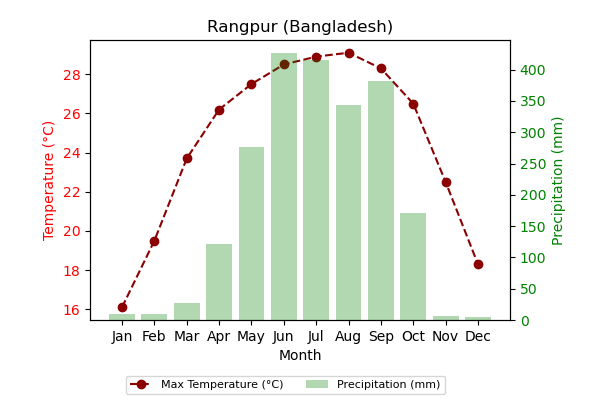 Rangpur (Bangladesh)
Temperature (°C)
28
26
24
22
20
18
16
400
350
300
250
200
150
100
50
0
Precipitation (mm)
Jan Feb Mar Apr May Jun Jul Aug Sep Oct Nov Dec
Month
Max Temperature (°C) Precipitation (mm)